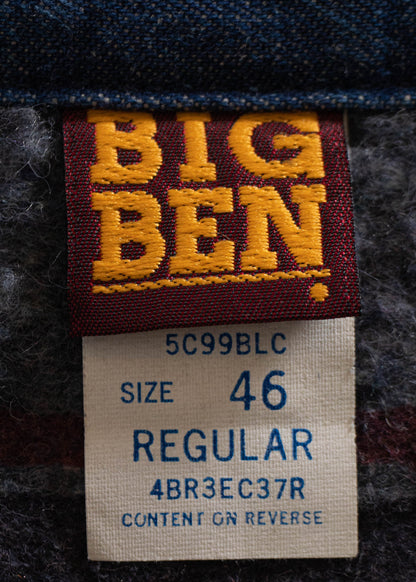 BIG
BEN.
5C99BLC
SIZE 46
REGULAR
4BR3EC37R
CONTENT ON REVERSE